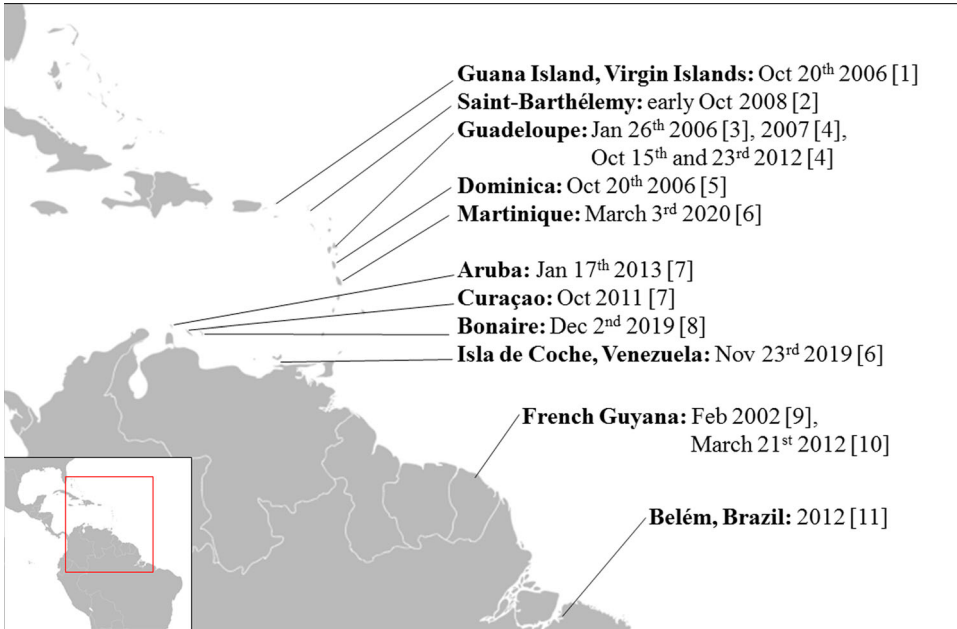 Guana Island, Virgin Islands: Oct 20th 2006 [1]
Saint-Barthélemy: early Oct 2008 [2]
Guadeloupe: Jan 26th 2006 [3], 2007 [4],
Oct 15th and 23rd 2012 [4]
Dominica: Oct 20th 2006 [5]
Martinique: March 3rd 2020 [6]
Aruba: Jan 17th 2013 [7]
Curaçao: Oct 2011 [7]
Bonaire: Dec 2nd 2019 [8]
Isla de Coche, Venezuela: Nov 23rd 2019 [6]
French Guyana: Feb 2002 [9],
March 21st 2012 [10]
Belém, Brazil: 2012 [11]